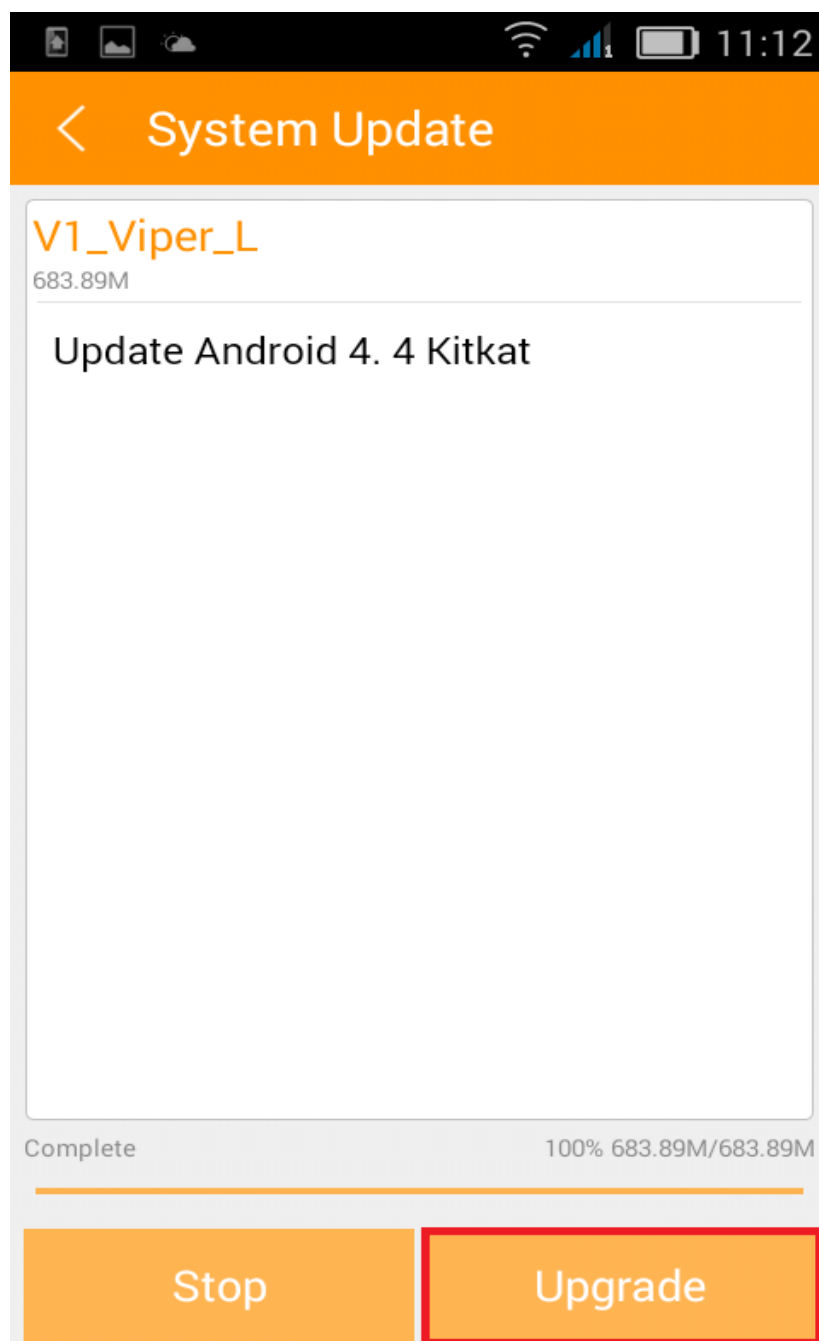 11:12
System Update
V1_Viper_L
683.89M
Update Android 4. 4 Kitkat
Complete 100% 683.89M/683.89M
Stop Upgrade